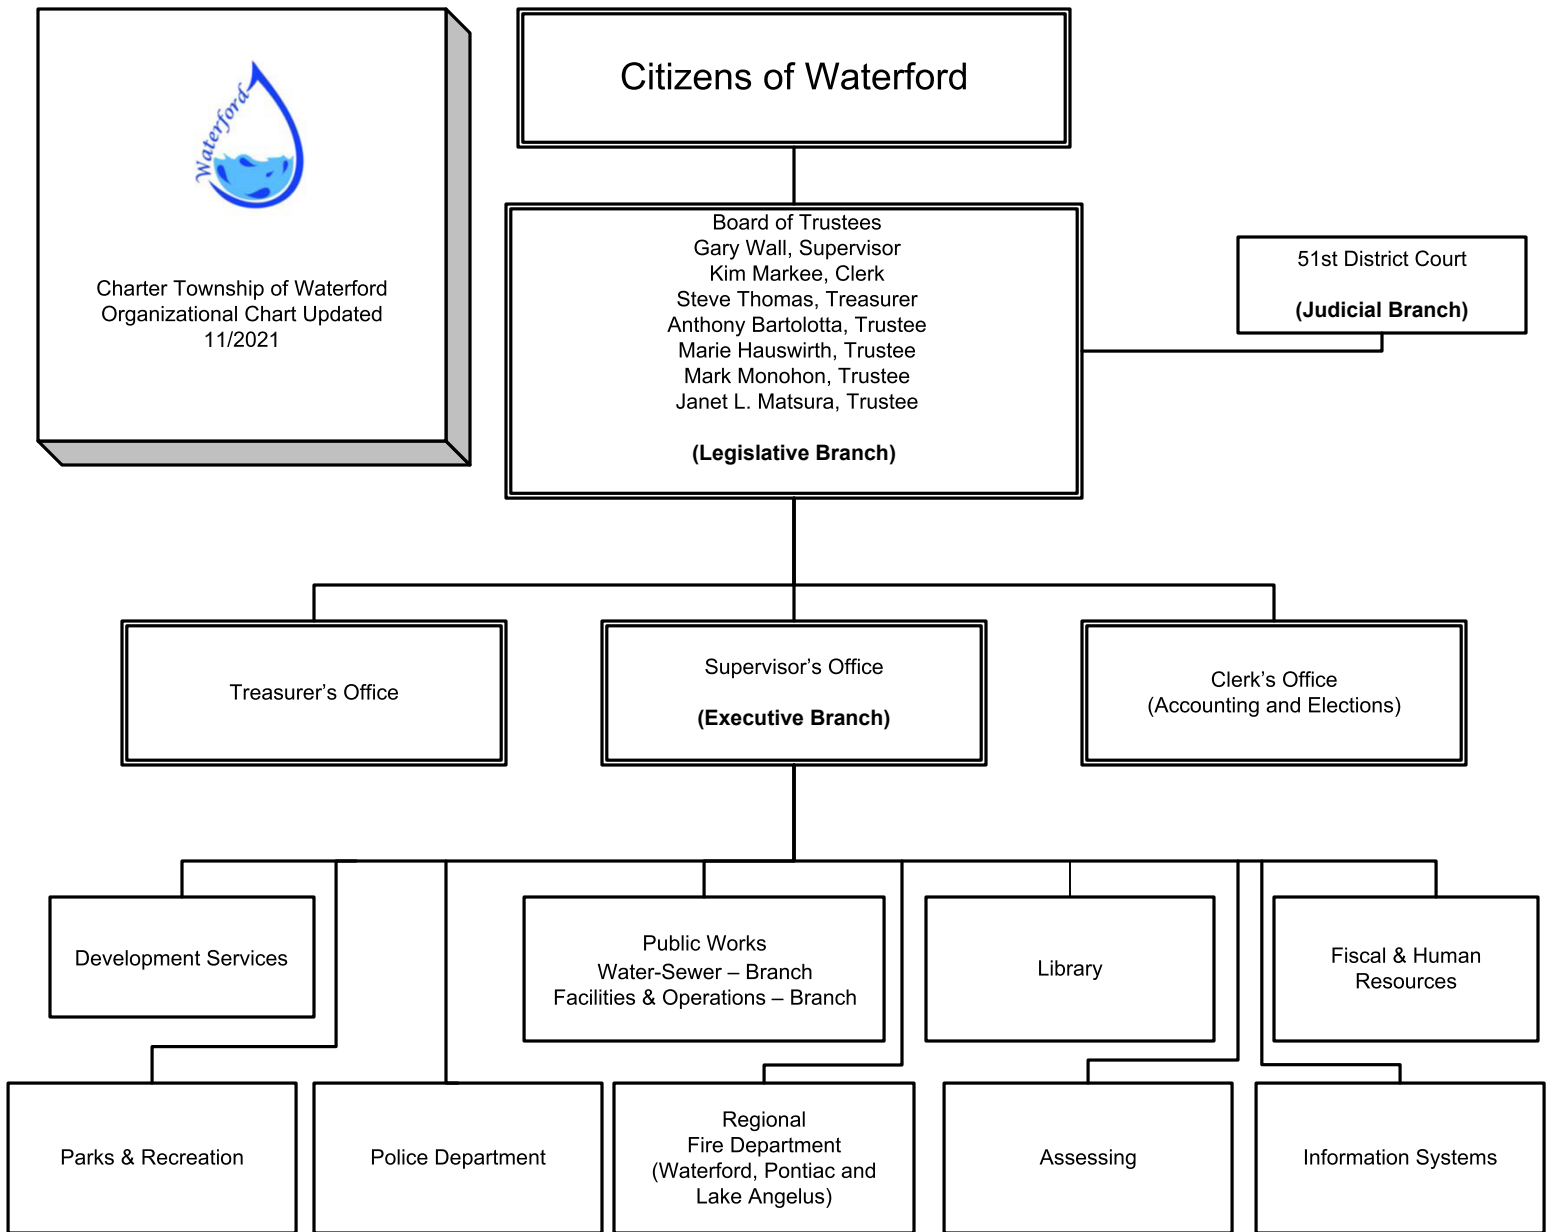 Waterford
Charter Township of Waterford
Organizational Chart Updated
11/2021
Citizens of Waterford
Board of Trustees
Gary Wall, Supervisor
Kim Markee, Clerk
Steve Thomas, Treasurer
Anthony Bartolotta, Trustee
Marie Hauswirth, Trustee
Mark Monohon, Trustee
Janet L. Matsura, Trustee
(Legislative Branch)
51st District Court
(Judicial Branch)
Treasurer’s Office
Supervisor’s Office
(Executive Branch)
Clerk’s Office
(Accounting and Elections)
Development Services
Public Works
Water-Sewer – Branch
Facilities & Operations – Branch
Library
Fiscal & Human
Resources
Parks & Recreation
Police Department
Regional
Fire Department
(Waterford, Pontiac and
Lake Angelus)
Assessing
Information Systems